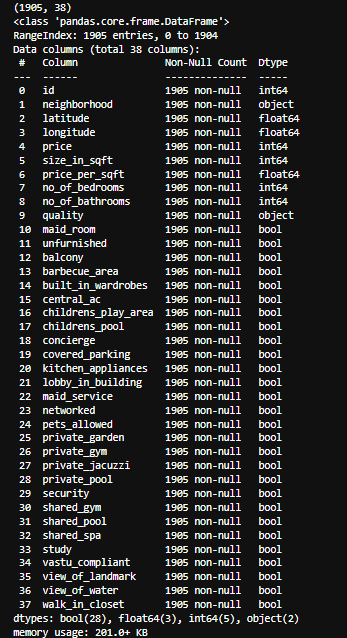 (1905, 38)
<class 'pandas.core.frame.DataFrame'>
RangeIndex: 1905 entries, 0 to 1904
Data columns (total 38 columns):
 #   Column               Non-Null Count  Dtype
---  ------               --------------  -----
 0   id                   1905 non-null   int64
 1   neighborhood         1905 non-null   object
 2   latitude             1905 non-null   float64
 3   longitude            1905 non-null   float64
 4   price                1905 non-null   int64
 5   size_in_sqft         1905 non-null   int64
 6   price_per_sqft       1905 non-null   float64
 7   no_of_bedrooms       1905 non-null   int64
 8   no_of_bathrooms      1905 non-null   int64
 9   quality              1905 non-null   object
 10  maid_room            1905 non-null   bool
 11  unfurnished          1905 non-null   bool
 12  balcony              1905 non-null   bool
 13  barbecue_area        1905 non-null   bool
 14  built_in_wardrobes   1905 non-null   bool
 15  central_ac           1905 non-null   bool
 16  childrens_play_area  1905 non-null   bool
 17  childrens_pool       1905 non-null   bool
 18  concierge            1905 non-null   bool
 19  covered_parking      1905 non-null   bool
 20  kitchen_appliances   1905 non-null   bool
 21  lobby_in_building    1905 non-null   bool
 22  maid_service         1905 non-null   bool
 23  networked            1905 non-null   bool
 24  pets_allowed         1905 non-null   bool
 25  private_garden       1905 non-null   bool
 26  private_gym          1905 non-null   bool
 27  private_jacuzzi      1905 non-null   bool
 28  private_pool         1905 non-null   bool
 29  security             1905 non-null   bool
 30  shared_gym           1905 non-null   bool
 31  shared_pool          1905 non-null   bool
 32  shared_spa           1905 non-null   bool
 33  study                1905 non-null   bool
 34  vastu_compliant      1905 non-null   bool
 35  view_of_landmark     1905 non-null   bool
 36  view_of_water        1905 non-null   bool
 37  walk_in_closet       1905 non-null   bool
dtypes: bool(28), float64(3), int64(5), object(2)
memory usage: 201.0+ KB